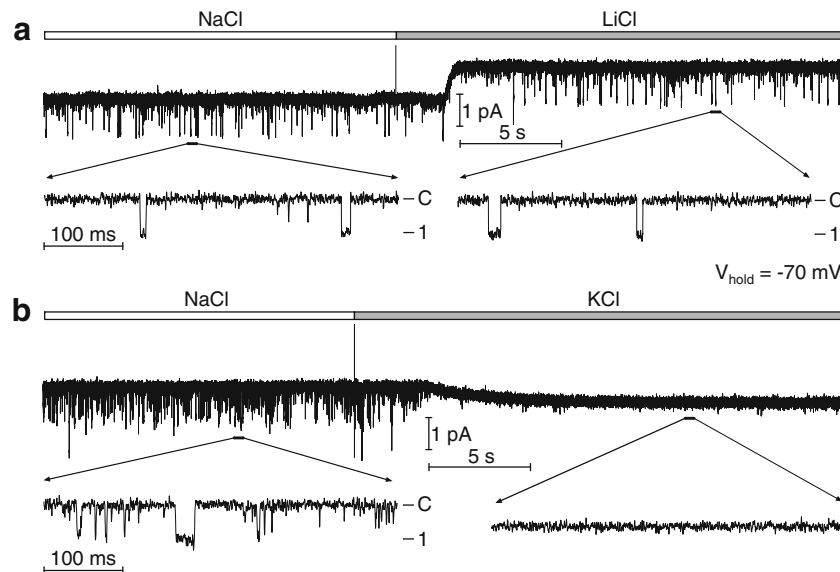 a
NaCl LiCl
1 pA
5 s
C
1
C
1
100 ms
V_hold = -70 mV
b
NaCl KCl
1 pA
5 s
C
1
100 ms